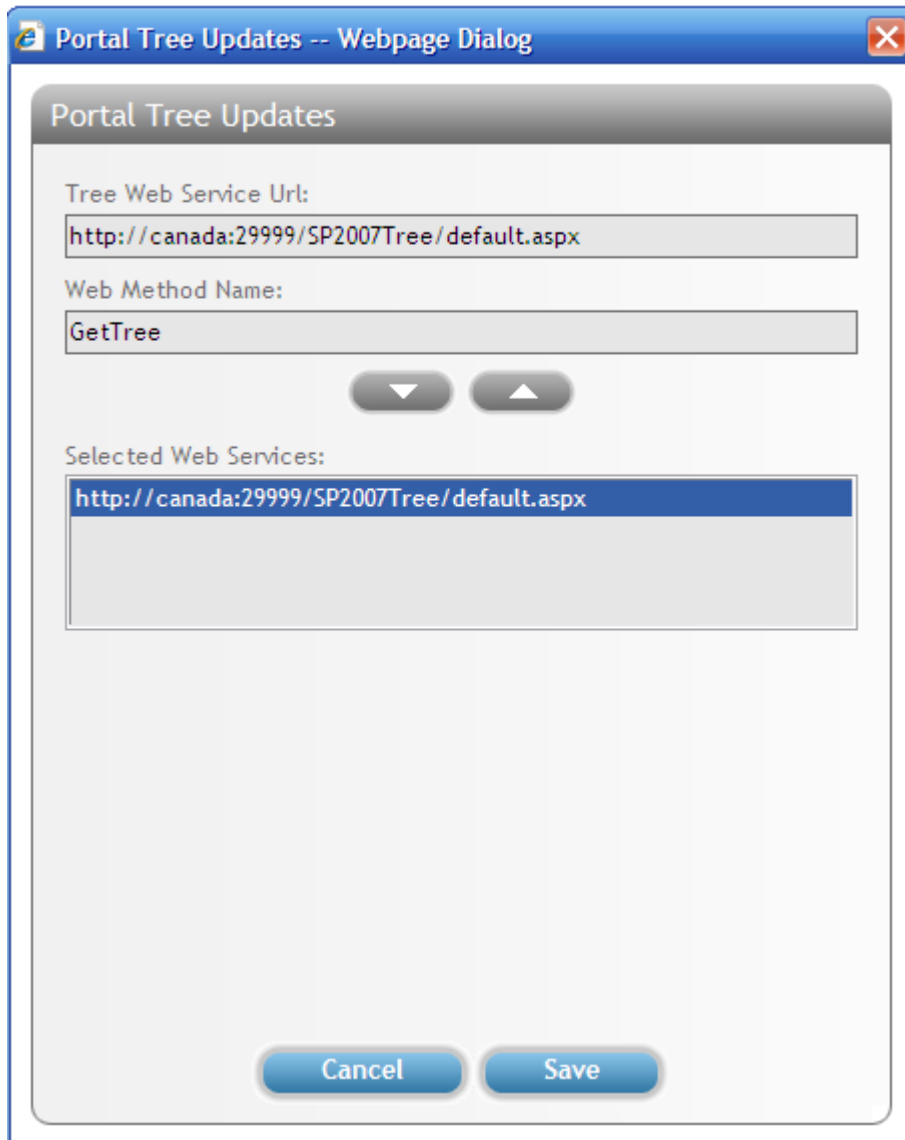 Portal Tree Updates -- Webpage Dialog
Portal Tree Updates
Tree Web Service Url:
http://canada:29999/SP2007Tree/default.aspx
Web Method Name:
GetTree
Selected Web Services:
http://canada:29999/SP2007Tree/default.aspx
Cancel Save